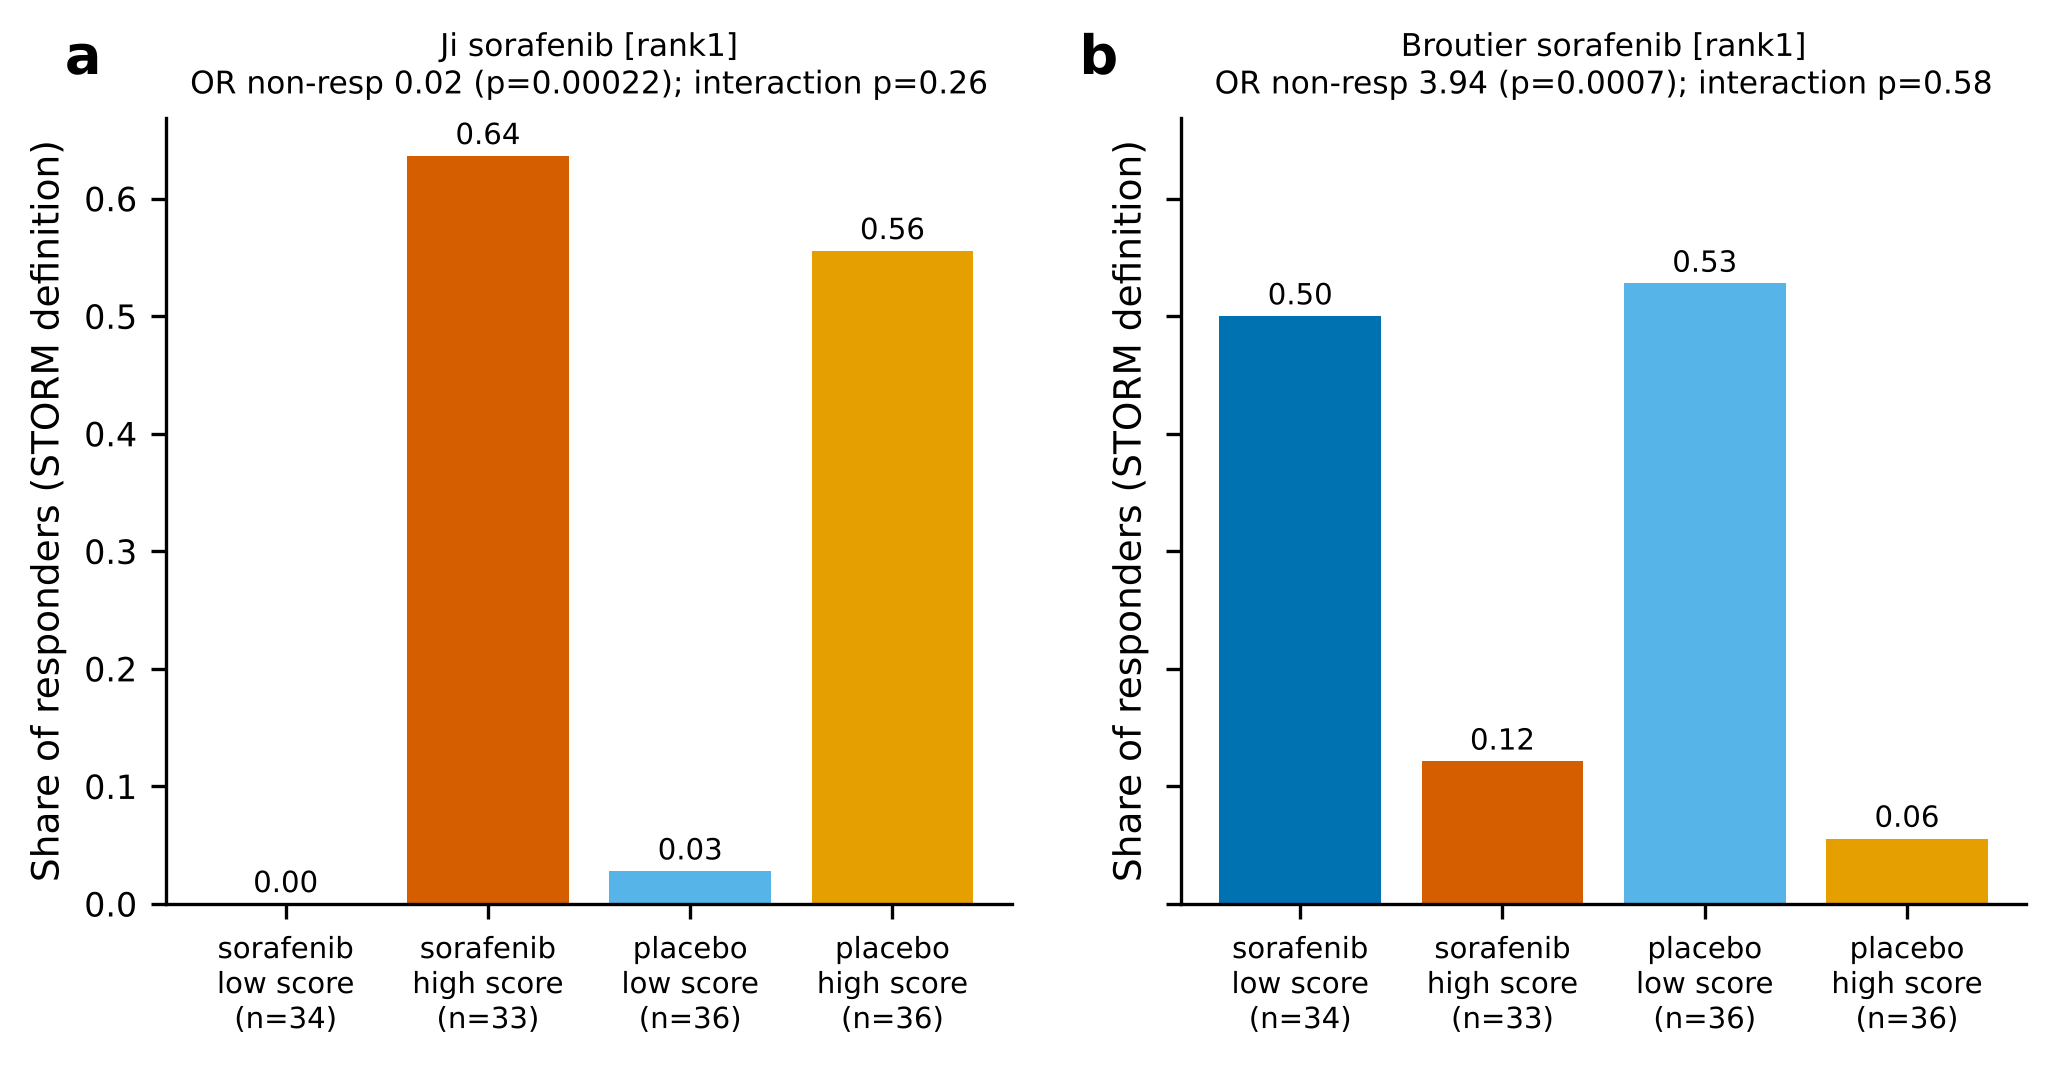 a
Ji sorafenib [rank1]
OR non-resp 0.02 (p=0.00022); interaction p=0.26
Share of responders (STORM definition)
0.6
0.5
0.4
0.3
0.2
0.1
0.0
0.00
0.64
0.03
0.56
sorafenib
low score
(n=34)
sorafenib
high score
(n=33)
placebo
low score
(n=36)
placebo
high score
(n=36)
b
Broutier sorafenib [rank1]
OR non-resp 3.94 (p=0.0007); interaction p=0.58
Share of responders (STORM definition)
0.50
0.12
0.53
0.06
sorafenib
low score
(n=34)
sorafenib
high score
(n=33)
placebo
low score
(n=36)
placebo
high score
(n=36)